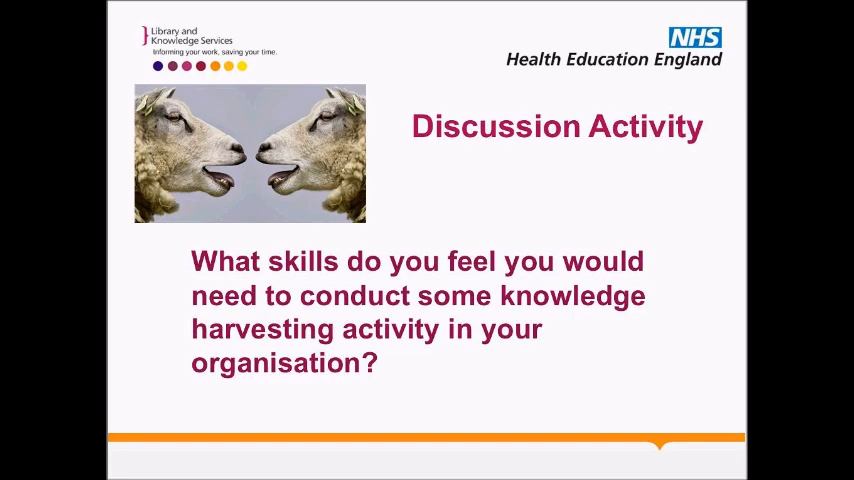 Library and
Knowledge Services
Informing your work, saving your time.
NHS
Health Education England
Discussion Activity
What skills do you feel you would
need to conduct some knowledge
harvesting activity in your
organisation?